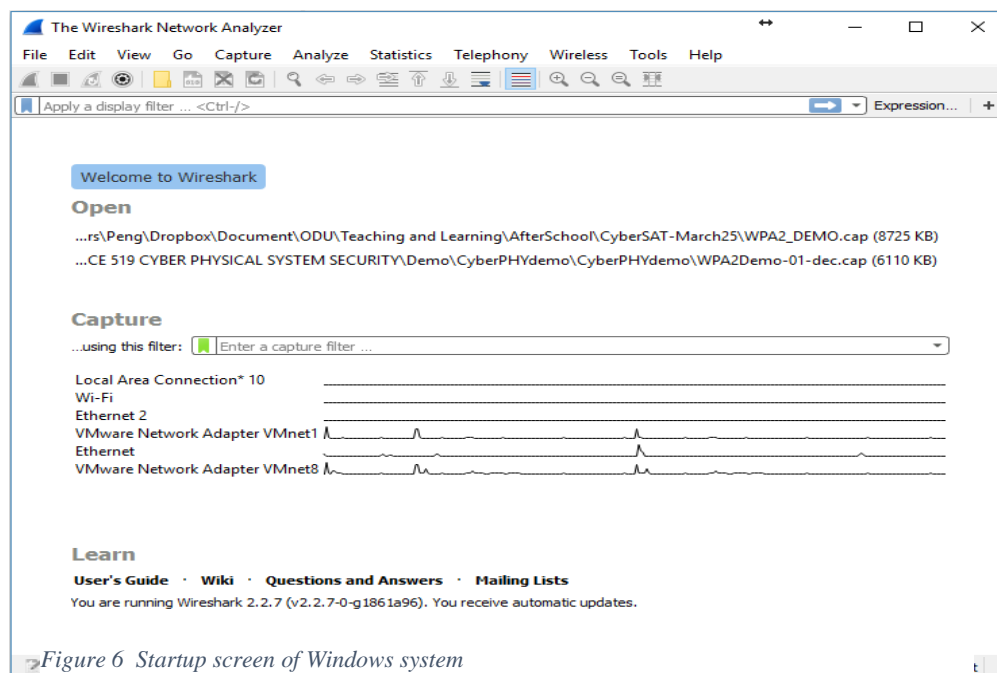 The Wireshark Network Analyzer
File Edit View Go Capture Analyze Statistics Telephony Wireless Tools Help
Apply a display filter ... <Ctrl-/>
Expression... +
Welcome to Wireshark
Open
...rs\Peng\Dropbox\Document\ODU\Teaching and Learning\AfterSchool\CyberSAT-March25\WPA2_DEMO.cap (8725 KB)
...CE 519 CYBER PHYSICAL SYSTEM SECURITY\Demo\CyberPHYdemo\CyberPHYdemo\WPA2Demo-01-dec.cap (6110 KB)
Capture
...using this filter: Enter a capture filter ...
Local Area Connection* 10
Wi-Fi
Ethernet 2
VMware Network Adapter VMnet1
Ethernet
VMware Network Adapter VMnet8
Learn
User's Guide · Wiki · Questions and Answers · Mailing Lists
You are running Wireshark 2.2.7 (v2.2.7-0-g1861a96). You receive automatic updates.
Figure 6 Startup screen of Windows system